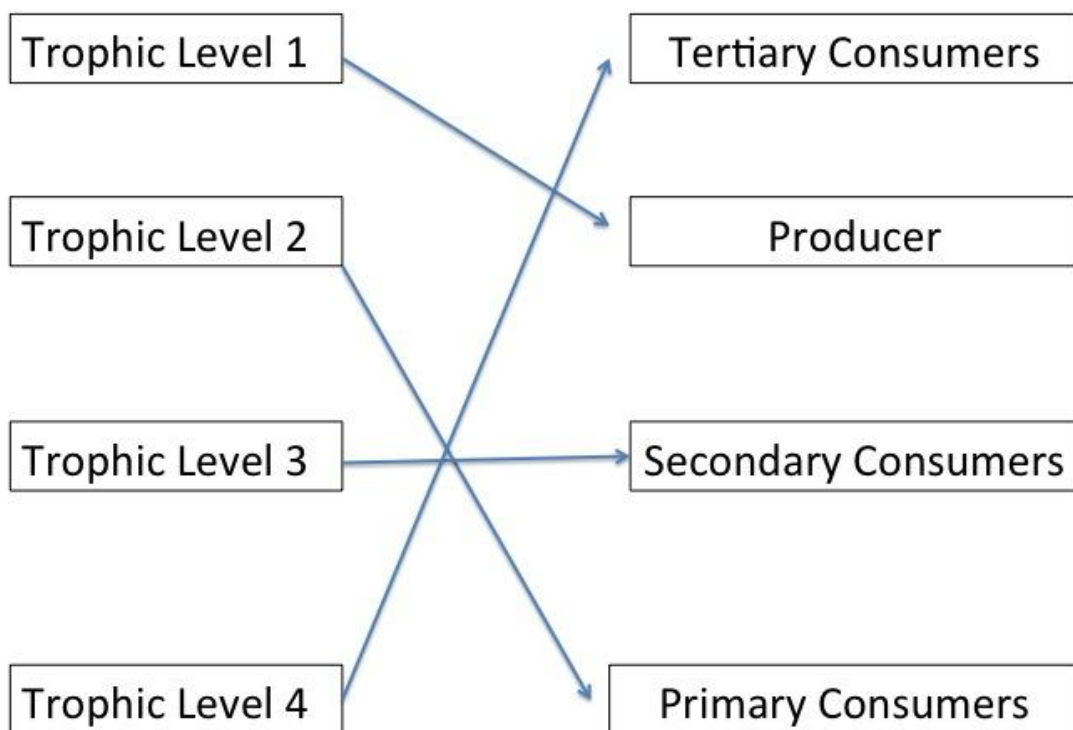 Trophic Level 1
Tertiary Consumers
Trophic Level 2
Producer
Trophic Level 3
Secondary Consumers
Trophic Level 4
Primary Consumers